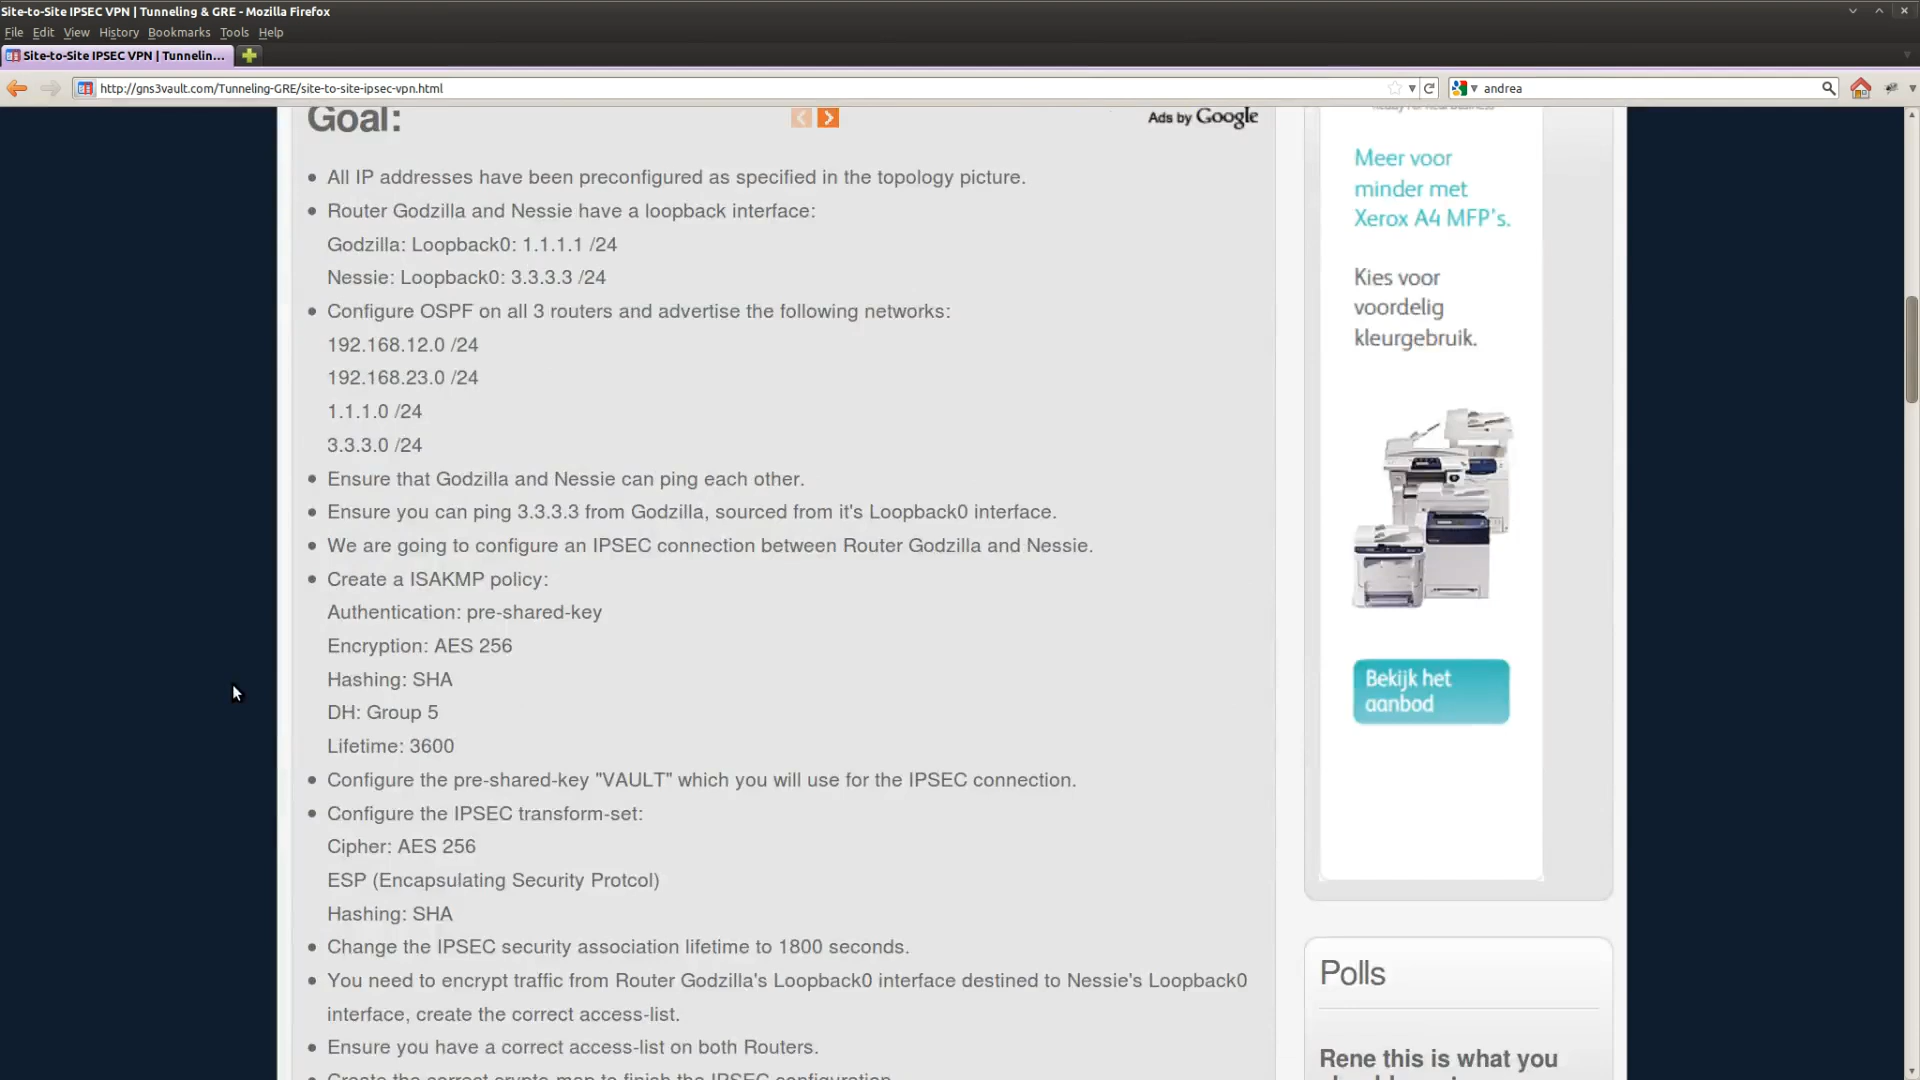 Site-to-Site IPSEC VPN | Tunneling & GRE - Mozilla Firefox
File Edit View History Bookmarks Tools Help
Site-to-Site IPSEC VPN | Tunnelin...
http://gns3vault.com/Tunneling-GRE/site-to-site-ipsec-vpn.html
andrea
Goal:
Ads by Google
All IP addresses have been preconfigured as specified in the topology picture.
Router Godzilla and Nessie have a loopback interface:
Godzilla: Loopback0: 1.1.1.1 /24
Nessie: Loopback0: 3.3.3.3 /24
Configure OSPF on all 3 routers and advertise the following networks:
192.168.12.0 /24
192.168.23.0 /24
1.1.1.0 /24
3.3.3.0 /24
Ensure that Godzilla and Nessie can ping each other.
Ensure you can ping 3.3.3.3 from Godzilla, sourced from it's Loopback0 interface.
We are going to configure an IPSEC connection between Router Godzilla and Nessie.
Create a ISAKMP policy:
Authentication: pre-shared-key
Encryption: AES 256
Hashing: SHA
DH: Group 5
Lifetime: 3600
Configure the pre-shared-key "VAULT" which you will use for the IPSEC connection.
Configure the IPSEC transform-set:
Cipher: AES 256
ESP (Encapsulating Security Protcol)
Hashing: SHA
Change the IPSEC security association lifetime to 1800 seconds.
You need to encrypt traffic from Router Godzilla's Loopback0 interface destined to Nessie's Loopback0
interface, create the correct access-list.
Ensure you have a correct access-list on both Routers.
Create the correct crypto map to finish the IPSEC configuration
Meer voor
minder met
Xerox A4 MFP's.
Kies voor
voordelig
kleurgebruik.
Bekijk het
aanbod
Polls
Rene this is what you